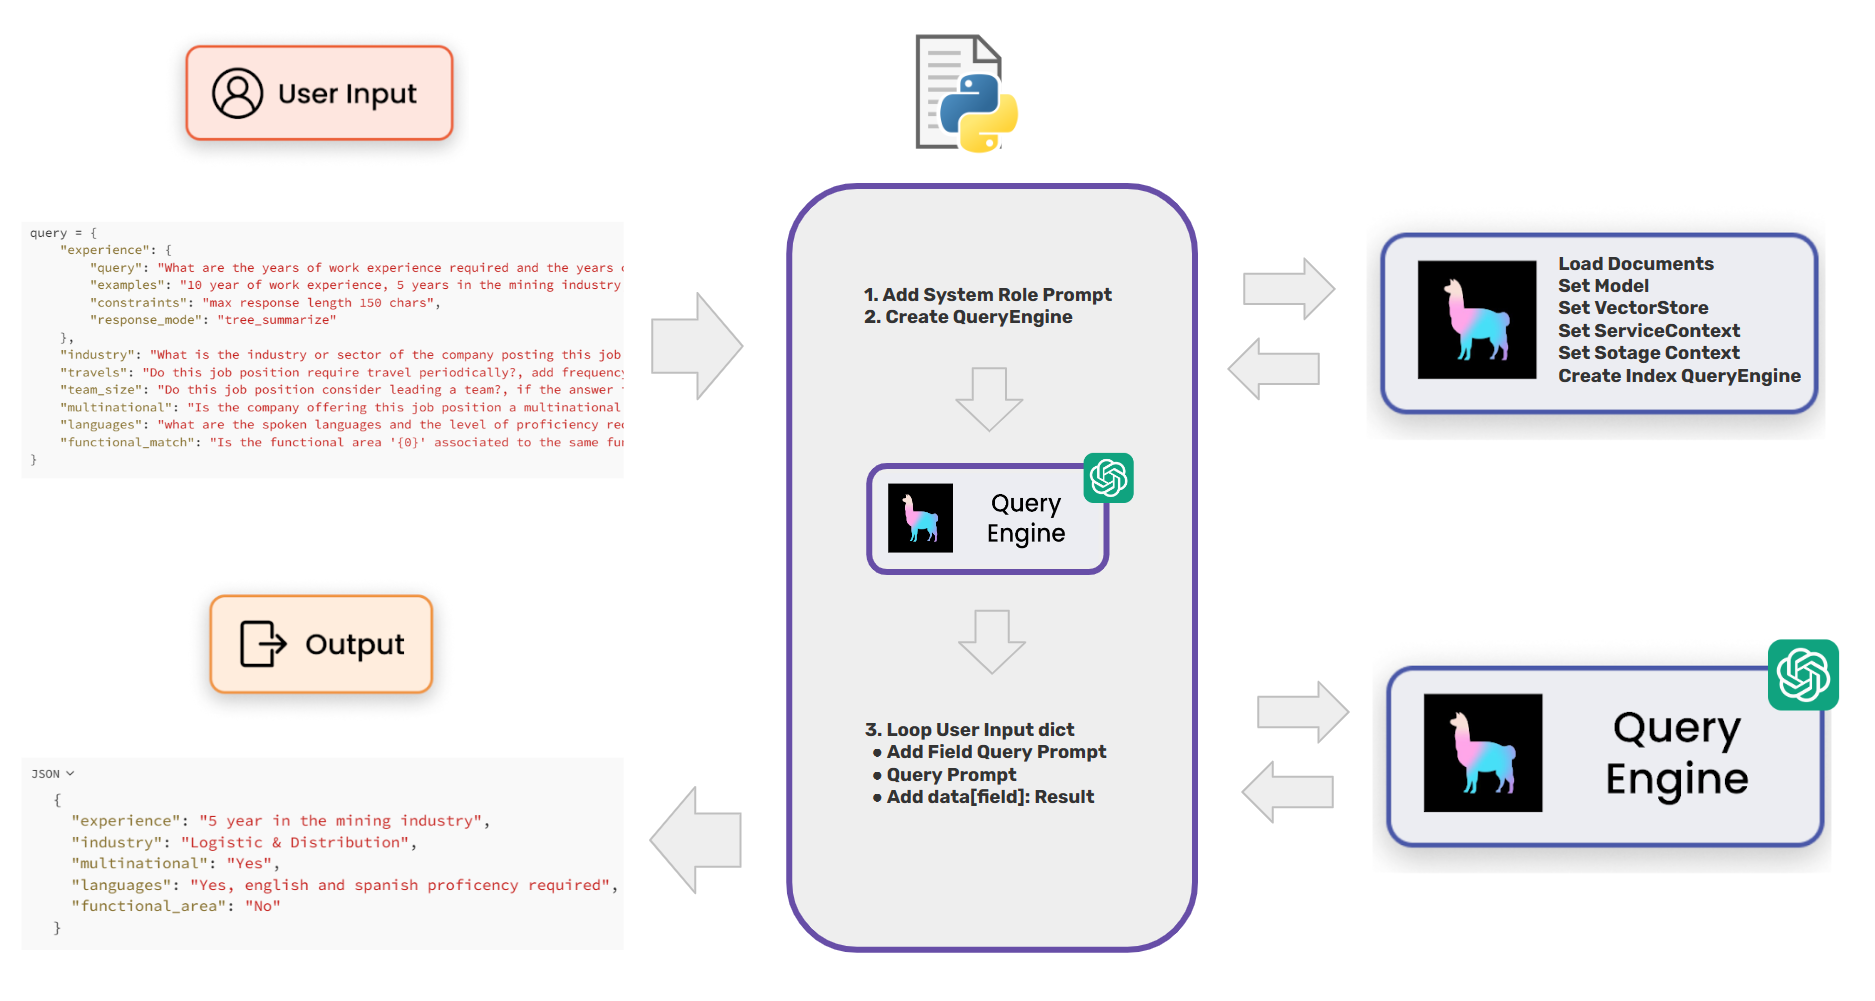 User Input
query = {
"experience": {
"query": "What are the years of work experience required and the years
"examples": "10 year of work experience, 5 years in the mining industry
"constraints": "max response length 150 chars",
"response_mode": "tree_summarize"
},
"industry": "What is the industry or sector of the company posting this job
"travels": "Do this job position require travel periodically?, add frequency
"team_size": "Do this job position consider leading a team?, if the answer
"multinational": "Is the company offering this job position a multinational
"languages": "what are the spoken languages and the level of proficiency
"functional_match": "Is the functional area '{0}' associated to the same
}
Output
JSON
{
"experience": "5 year in the mining industry",
"industry": "Logistic & Distribution",
"multinational": "Yes",
"languages": "Yes, english and spanish proficency required",
"functional_area": "No"
}
1. Add System Role Prompt
2. Create QueryEngine
Query
Engine
3. Loop User Input dict
● Add Field Query Prompt
● Query Prompt
● Add data[field]: Result
Load Documents
Set Model
Set VectorStore
Set ServiceContext
Set Sotage Context
Create Index QueryEngine
Query
Engine